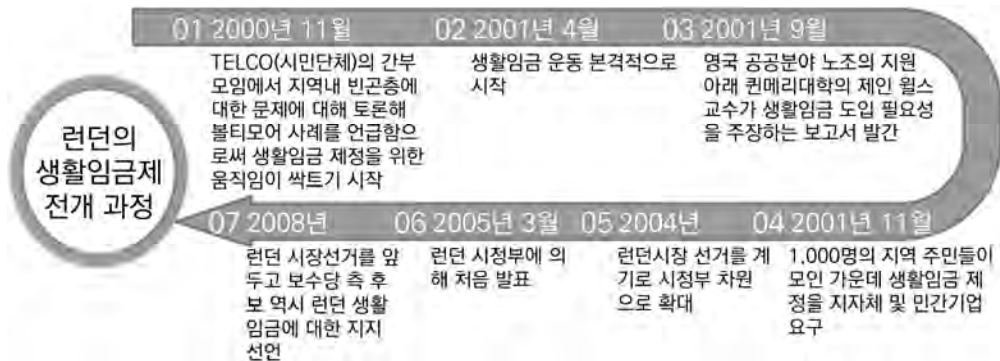 런던의
생활임금제
전개 과정
01 2000년 11월
TELCO(시민단체)의 간부
모임에서 지역내 빈곤층에
대한 문제에 대해 토론해
볼티모어 사례를 언급함으
로써 생활임금 제정을 위한
움직임이 싹트기 시작
02 2001년 4월
생활임금 운동 본격적으로
시작
03 2001년 9월
영국 공공분야 노조의 지원
아래 퀸메리대학의 제인 윌스
교수가 생활임금 도입 필요성
을 주장하는 보고서 발간
04 2001년 11월
1.000명의 지역 주민들이
모인 가운데 생활임금 제
정을 지자체 및 민간기업
요구
05 2004년
런던시장 선거를 계
기로 시정부 차원
으로 확대
06 2005년 3월
런던 시정부에 의
해 처음 발표
07 2008년
런던 시장선거를 앞
두고 보수당 측 후
보 역시 런던 생활
임금에 대한 지지
선언